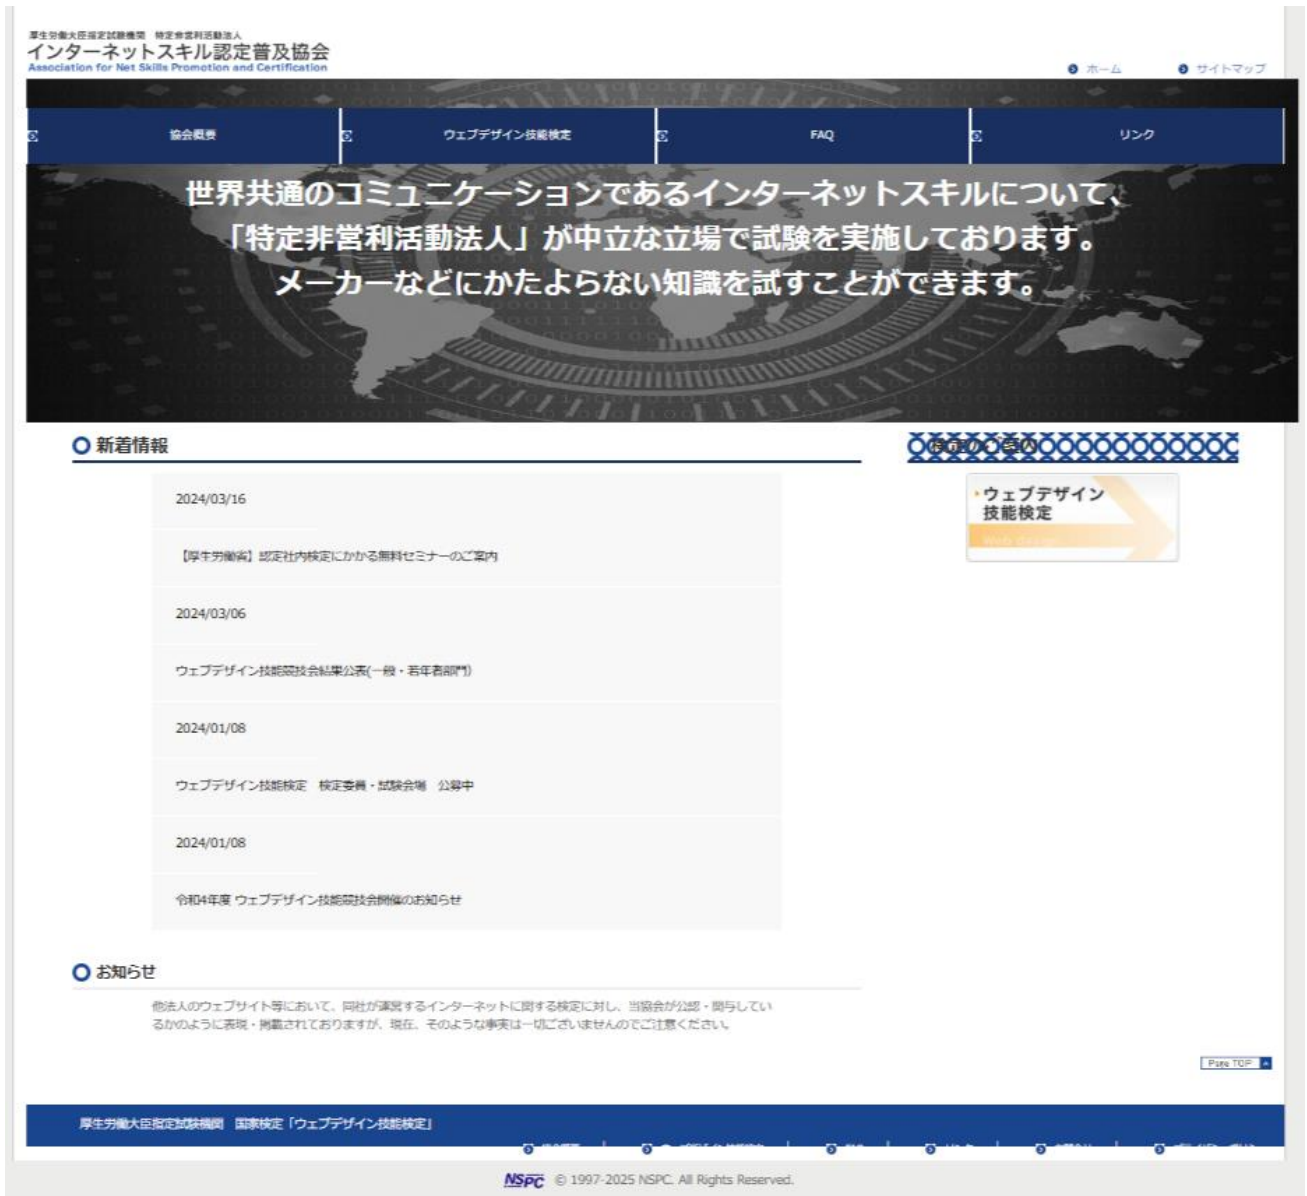 厚生労働大臣指定試験機関　特定非営利活動法人
インターネットスキル認定普及協会
Association for Net Skills Promotion and Certification
ホーム
サイトマップ
協会概要
ウェブデザイン技能検定
FAQ
リンク
世界共通のコミュニケーションであるインターネットスキルについて、
「特定非営利活動法人」が中立な立場で試験を実施しております。
メーカーなどにかたよらない知識を試すことができます。
新着情報
2024/03/16
【厚生労働省】認定社内検定にかかる無料セミナーのご案内
2024/03/06
ウェブデザイン技能競技会結果公表(一般・若年者部門)
2024/01/08
ウェブデザイン技能検定　検定委員・試験会場　公募中
2024/01/08
令和4年度 ウェブデザイン技能競技会開催のお知らせ
検定のご案内
ウェブデザイン
技能検定
Web design
お知らせ
他法人のウェブサイト等において、同社が運営するインターネットに関する検定に対し、当協会が公認・関与してい
るかのように表現・掲載されておりますが、現在、そのような事実は一切ございませんのでご注意ください。
Page TOP
厚生労働大臣指定試験機関　国家検定「ウェブデザイン技能検定」
NSPC © 1997-2025 NSPC. All Rights Reserved.